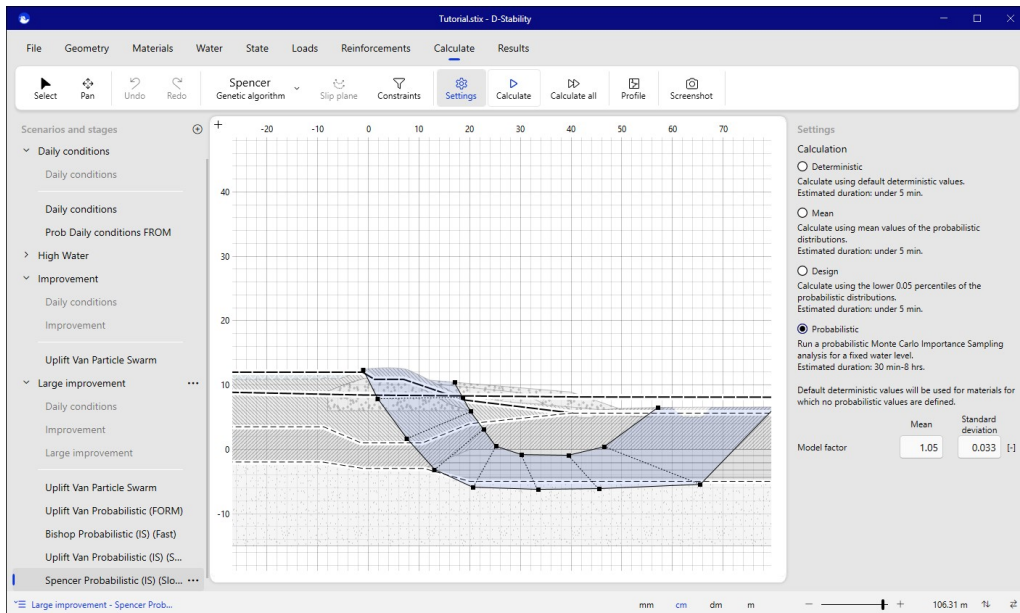 Tutorial.stix - D-Stability
File Geometry Materials Water State Loads Reinforcements Calculate Results
Select Pan Undo Redo Spencer Genetic algorithm Slip plane Constraints Settings Calculate Calculate all Profile Screenshot
Scenarios and stages
Daily conditions
Daily conditions
Daily conditions
Prob Daily conditions FROM
High Water
Improvement
Daily conditions
Improvement
Uplift Van Particle Swarm
Large improvement
Daily conditions
Improvement
Large improvement
Uplift Van Particle Swarm
Uplift Van Probabilistic (FORM)
Bishop Probabilistic (IS) (Fast)
Uplift Van Probabilistic (IS) (S...
Spencer Probabilistic (IS) (Slo...
-20 -10 0 10 20 30 40 50 60 70
40
30
20
10
0
-10
Settings
Calculation
Deterministic
Calculate using default deterministic values.
Estimated duration: under 5 min.
Mean
Calculate using mean values of the probabilistic
distributions.
Estimated duration: under 5 min.
Design
Calculate using the lower 0.05 percentiles of the
probabilistic distributions.
Estimated duration: under 5 min.
Probabilistic
Run a probabilistic Monte Carlo Importance Sampling
analysis for a fixed water level.
Estimated duration: 30 min-8 hrs.
Default deterministic values will be used for materials for
which no probabilistic values are defined.
Mean Standard
deviation
Model factor 1.05 0.033 [-]
Large improvement - Spencer Prob... mm cm dm m 106.31 m